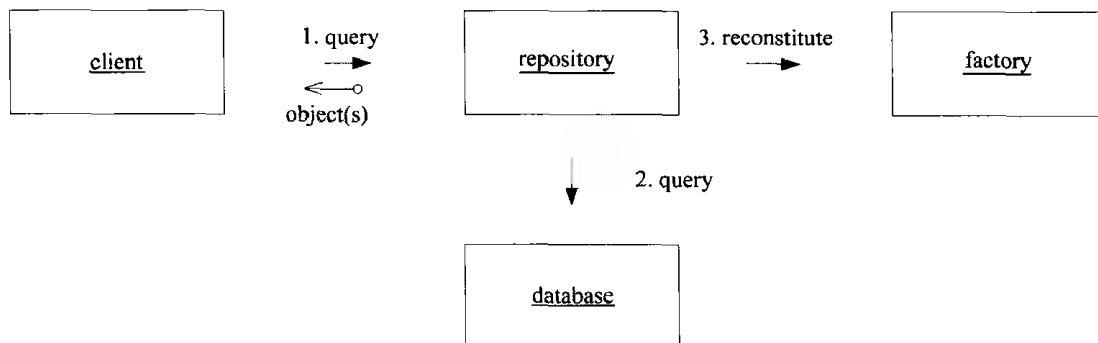 client
1. query
object(s)
repository
3. reconstitute
factory
2. query
database